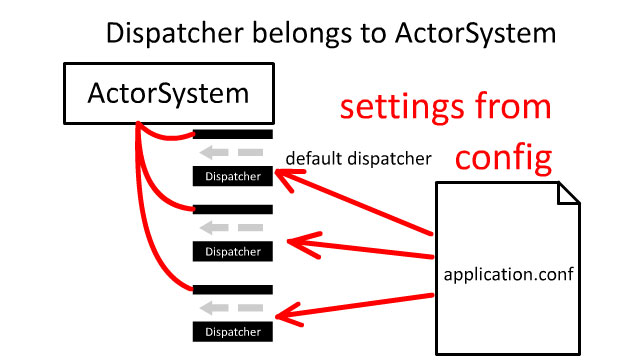 Dispatcher belongs to ActorSystem
ActorSystem
settings from
config
default dispatcher
Dispatcher
Dispatcher
application.conf
Dispatcher